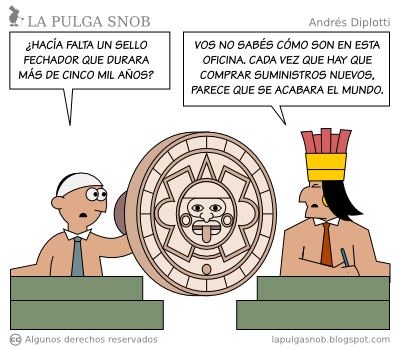 LA PULGA SNOB
Andrés Diplotti
¿HACÍA FALTA UN SELLO
FECHADOR QUE DURARA
MÁS DE CINCO MIL AÑOS?
VOS NO SABÉS CÓMO SON EN ESTA
OFICINA. CADA VEZ QUE HAY QUE
COMPRAR SUMINISTROS NUEVOS,
PARECE QUE SE ACABARA EL MUNDO.
cc Algunos derechos reservados
lapulgasnob.blogspot.com